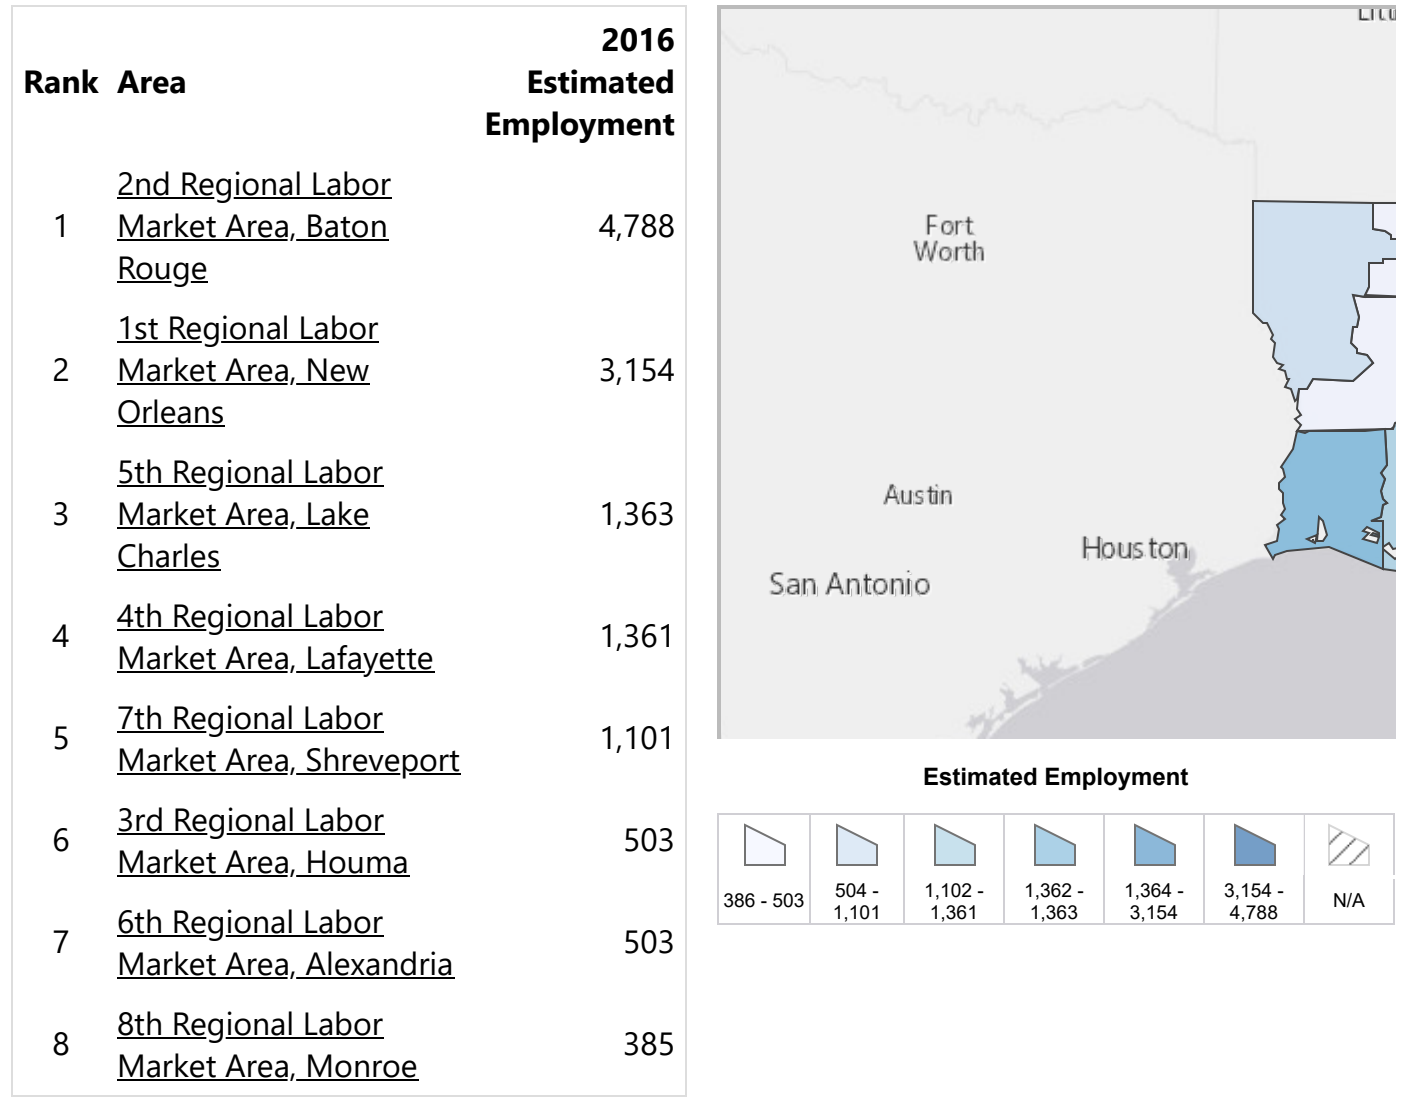 2016
Rank Area Estimated
Employment
2nd Regional Labor
1 Market Area, Baton 4,788
Rouge
1st Regional Labor
2 Market Area, New 3,154
Orleans
5th Regional Labor
3 Market Area, Lake 1,363
Charles
4 4th Regional Labor 1,361
Market Area, Lafayette
5 7th Regional Labor 1,101
Market Area, Shreveport
6 3rd Regional Labor 503
Market Area, Houma
7 6th Regional Labor 503
Market Area, Alexandria
8 8th Regional Labor 385
Market Area, Monroe
Fort
Worth
Austin
Houston
San Antonio
Estimated Employment
386 - 503
504 -
1,101
1,102 -
1,361
1,362 -
1,363
1,364 -
3,154
3,154 -
4,788
N/A